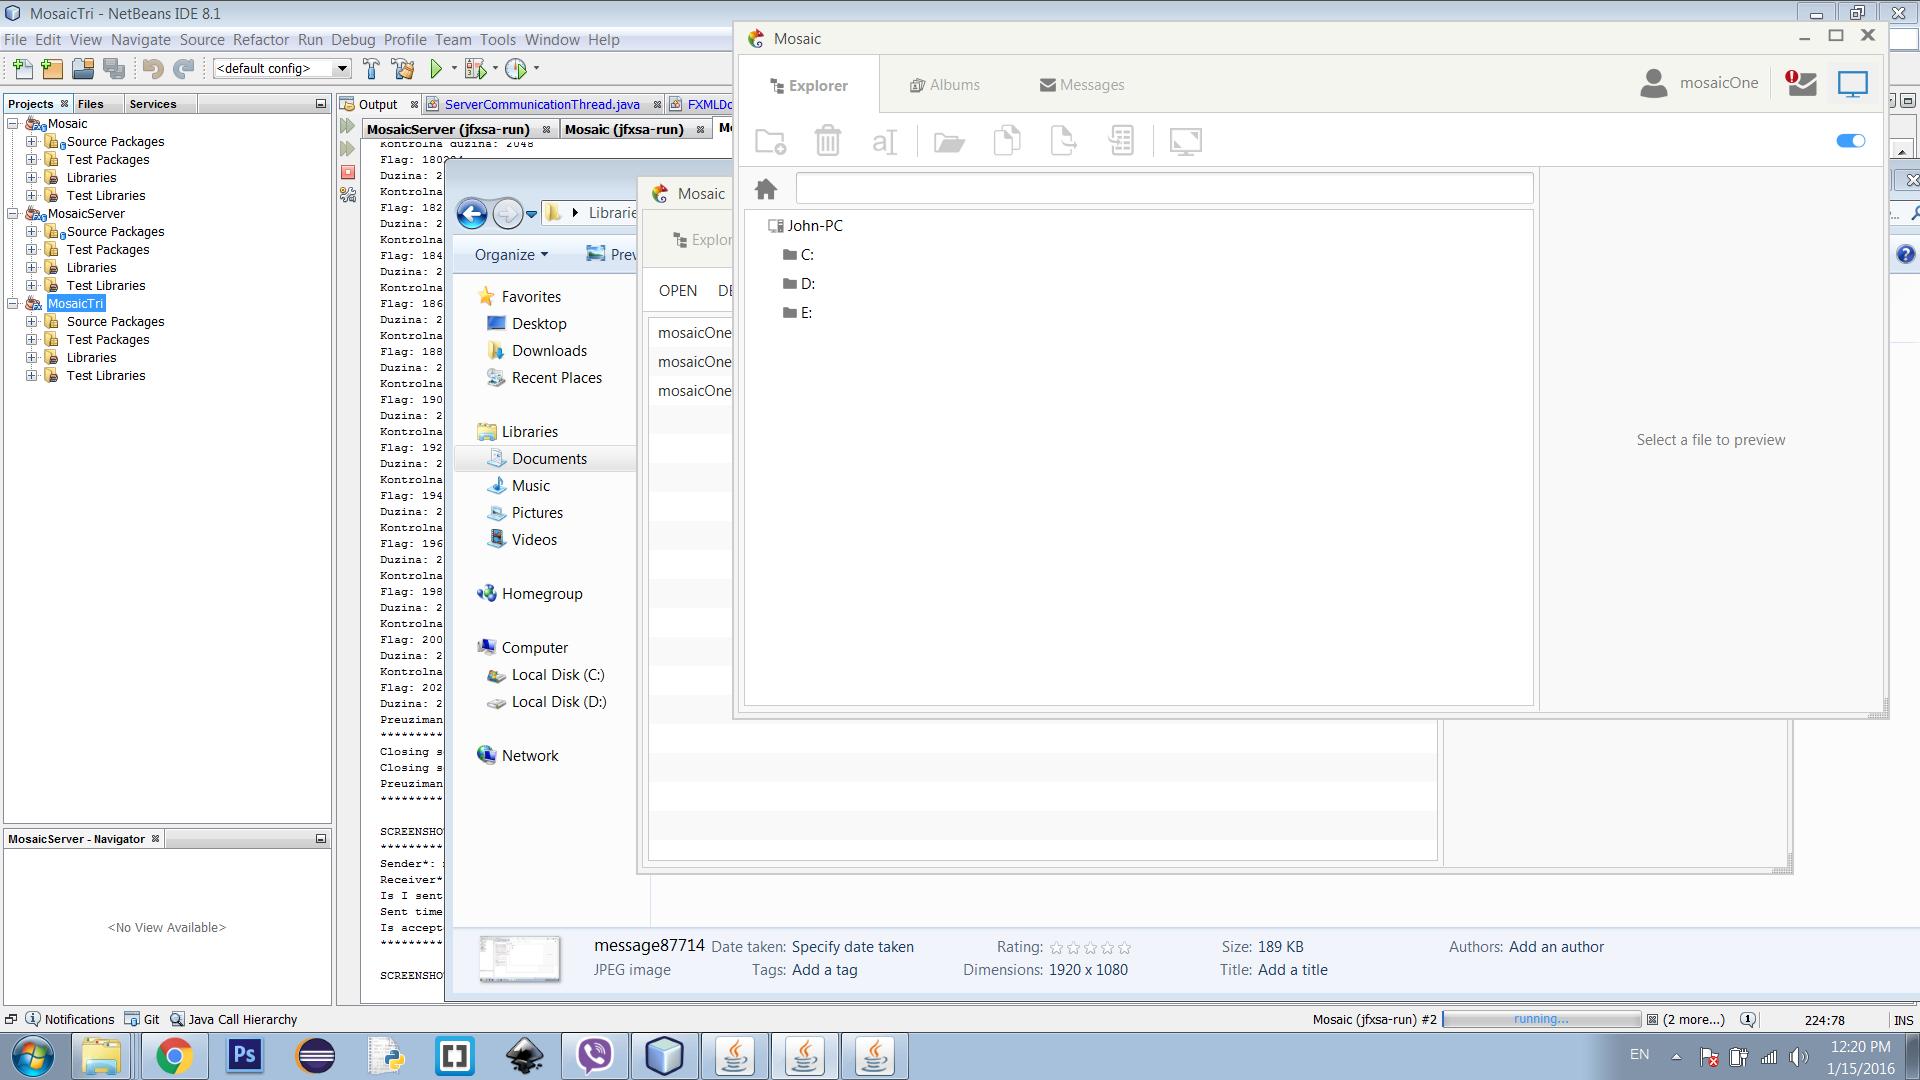 MosaicTri - NetBeans IDE 8.1
File Edit View Navigate Source Refactor Run Debug Profile Team Tools Window Help
<default config>
Projects Files Services
Mosaic
Source Packages
Test Packages
Libraries
Test Libraries
MosaicServer
Source Packages
Test Packages
Libraries
Test Libraries
MosaicTri
Source Packages
Test Packages
Libraries
Test Libraries
MosaicServer - Navigator
<No View Available>
Output ServerCommunicationThread.java
MosaicServer (jfxsa-run) Mosaic (jfxsa-run)
Kontrolna duzina: 2048
Flag:
Duzina: 2
Kontrolna
Flag: 182
Duzina: 2
Kontrolna
Flag: 184
Duzina: 2
Kontrolna
Flag: 186
Duzina: 2
Kontrolna
Flag: 188
Duzina: 2
Kontrolna
Flag: 190
Duzina: 2
Kontrolna
Flag: 192
Duzina: 2
Kontrolna
Flag: 194
Duzina: 2
Kontrolna
Flag: 196
Duzina: 2
Kontrolna
Flag: 198
Duzina: 2
Kontrolna
Flag: 200
Duzina: 2
Kontrolna
Flag: 202
Duzina: 2
Preuziman
*********
Closing s
Closing s
Preuziman
*********
SCREENSHO
*********
Sender*:
Receiver*
Is I sent
Sent time
Is accept
*********
SCREENSHO
Organize
Favorites
Desktop
Downloads
Recent Places
Libraries
Documents
Music
Pictures
Videos
Homegroup
Computer
Local Disk (C:)
Local Disk (D:)
Network
message87714 Date taken: Specify date taken Rating: Size: 189 KB Authors: Add an author
JPEG image Tags: Add a tag Dimensions: 1920 x 1080 Title: Add a title
Mosaic
OPEN
mosaicOne
mosaicOne
mosaicOne
Mosaic
Explorer Albums Messages mosaicOne
John-PC
C:
D:
E:
Select a file to preview
Notifications Git Java Call Hierarchy Mosaic (jfxsa-run) #2 running... (2 more...) 224:78 INS
Ps
EN 12:20 PM
1/15/2016